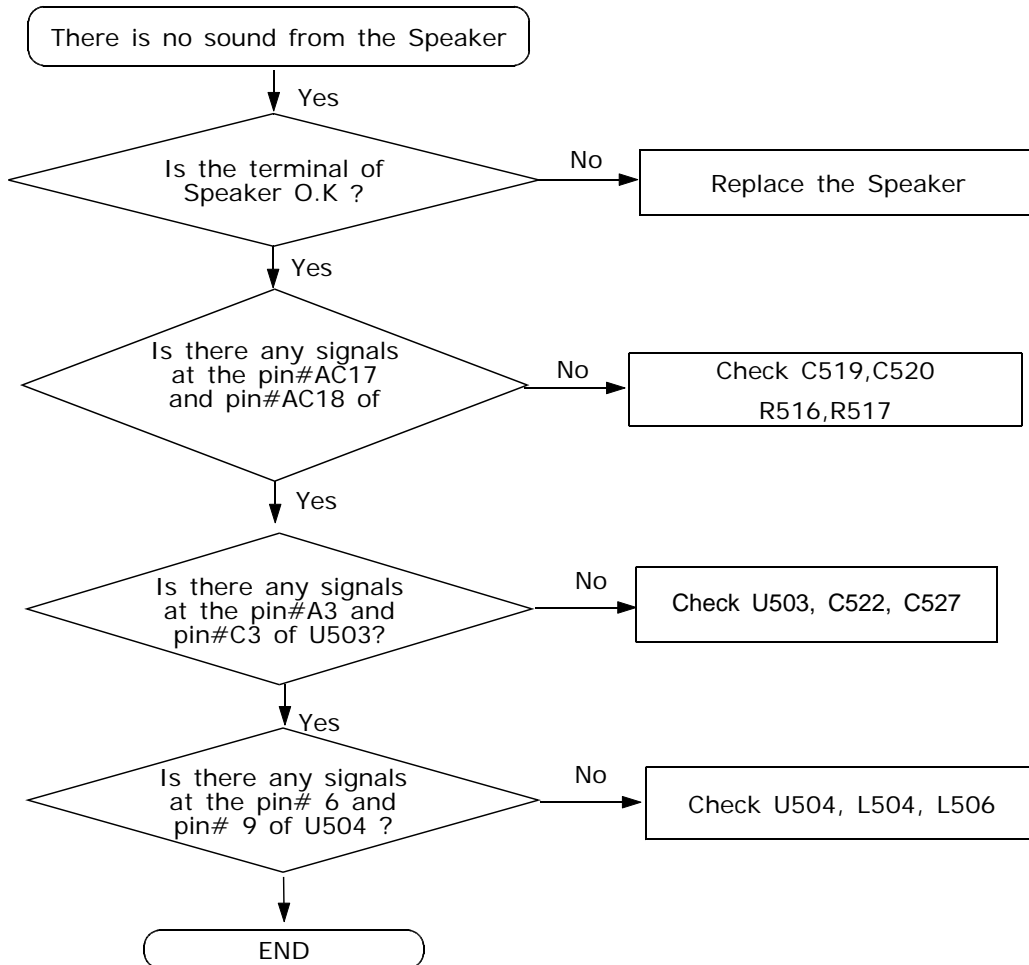 There is no sound from the Speaker
Yes
Is the terminal of
Speaker O.K ?
No
Replace the Speaker
Yes
Is there any signals
at the pin#AC17
and pin#AC18 of
No
Check C519,C520
R516,R517
Yes
Is there any signals
at the pin#A3 and
pin#C3 of U503?
No
Check U503, C522, C527
Yes
Is there any signals
at the pin# 6 and
pin# 9 of U504 ?
No
Check U504, L504, L506
END